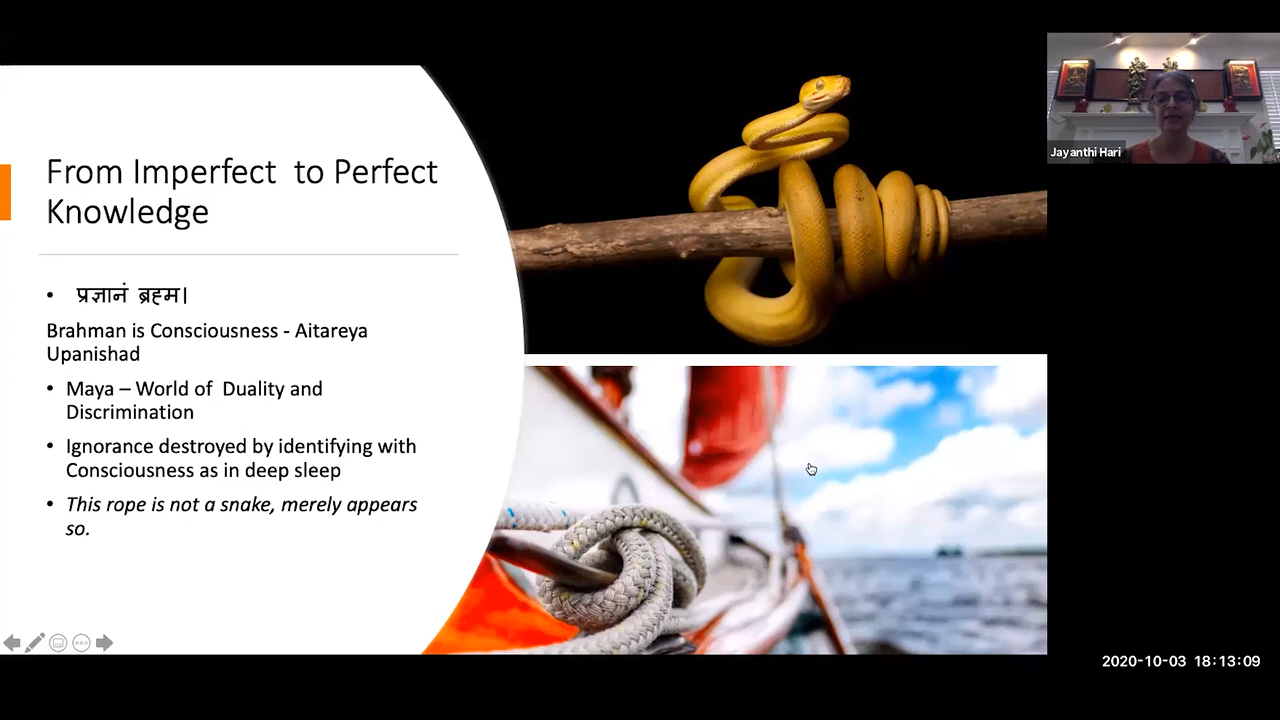 From Imperfect to Perfect
Knowledge
• प्रज्ञानं ब्रह्म।
Brahman is Consciousness - Aitareya
Upanishad
• Maya – World of Duality and
Discrimination
• Ignorance destroyed by identifying with
Consciousness as in deep sleep
• This rope is not a snake, merely appears
so.
Jayanthi Hari
2020-10-03 18:13:09